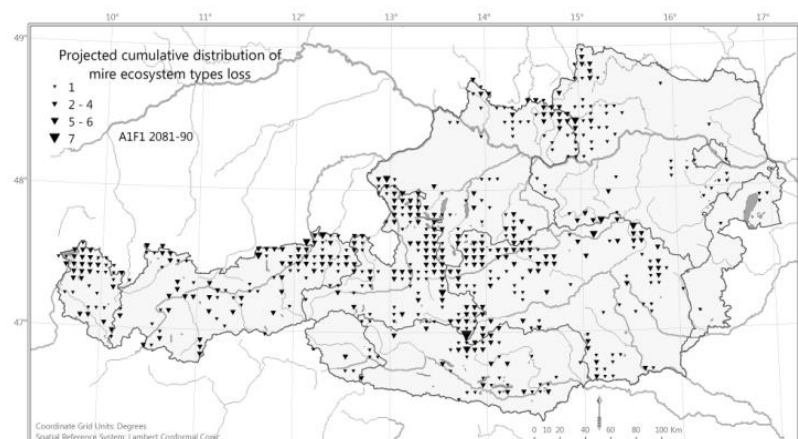 10° 11° 12° 13° 14° 15° 16° 17°
49°
Projected cumulative distribution of
mire ecosystem types loss
1
2 - 4
5 - 6
7
A1F1 2081-90
48°
47°
Coordinate Grid Units: Degrees
Spatial Reference System: Lambert Conformal Conic
0 10 20 40 60 80 100 Km